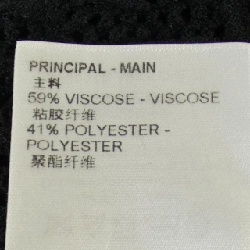 PRINCIPAL - MAIN
主料
59% VISCOSE - VISCOSE
粘胶纤维
41% POLYESTER -
POLYESTER
聚酯纤维